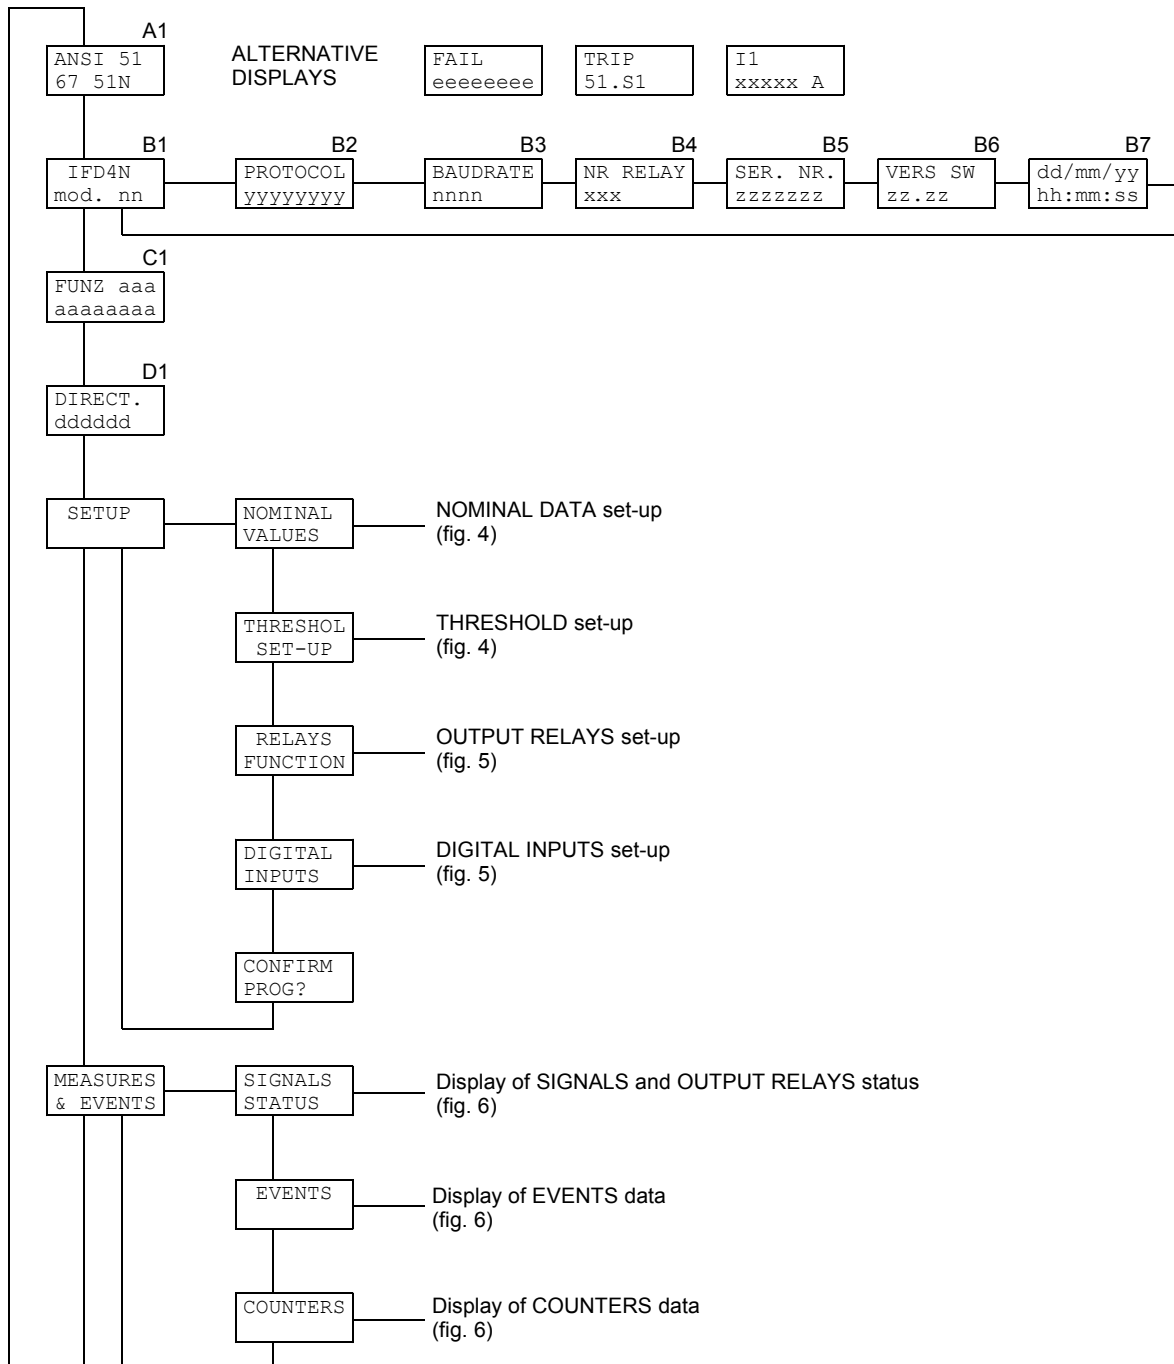 A1
ANSI 51
67 51N
ALTERNATIVE
DISPLAYS
FAIL
eeeeeeee
TRIP
51.S1
I1
xxxxx A
B1
IFD4N
mod. nn
B2
PROTOCOL
yyyyyyyy
B3
BAUDRATE
nnnn
B4
NR RELAY
xxx
B5
SER. NR.
zzzzzzz
B6
VERS SW
zz.zz
B7
dd/mm/yy
hh:mm:ss
C1
FUNZ aaa
aaaaaaaa
D1
DIRECT.
dddddd
SETUP
NOMINAL
VALUES
NOMINAL DATA set-up
(fig. 4)
THRESHOL
SET-UP
THRESHOLD set-up
(fig. 4)
RELAYS
FUNCTION
OUTPUT RELAYS set-up
(fig. 5)
DIGITAL
INPUTS
DIGITAL INPUTS set-up
(fig. 5)
CONFIRM
PROG?
MEASURES
& EVENTS
SIGNALS
STATUS
Display of SIGNALS and OUTPUT RELAYS status
(fig. 6)
EVENTS
Display of EVENTS data
(fig. 6)
COUNTERS
Display of COUNTERS data
(fig. 6)